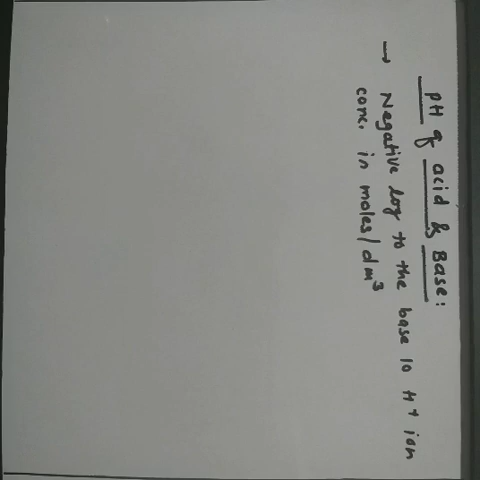 pH of acid & Base:
→ Negative log to the base 10 H+ ion
conc. in moles/dm³